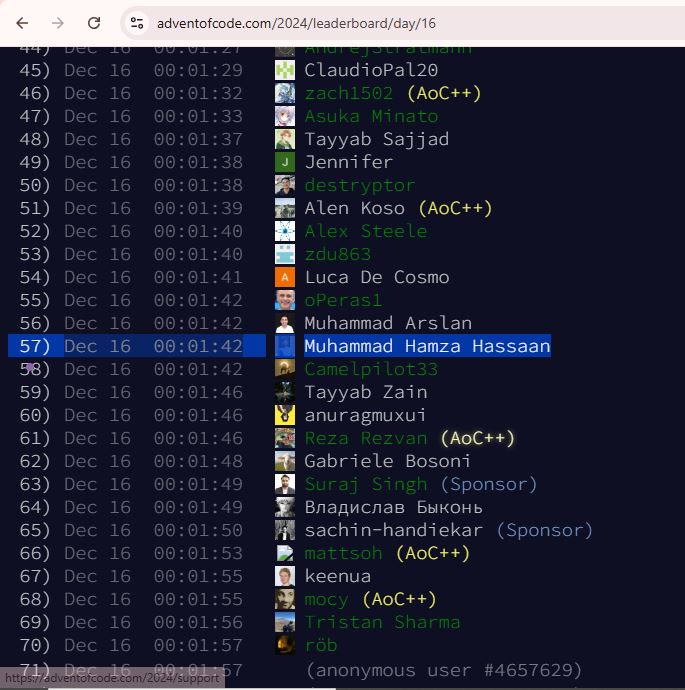 adventofcode.com/2024/leaderboard/day/16
44) Dec 16 00:01:27 AndrejStratmann
45) Dec 16 00:01:29 ClaudioPal20
46) Dec 16 00:01:32 zach1502 (AoC++)
47) Dec 16 00:01:33 Asuka Minato
48) Dec 16 00:01:37 Tayyab Sajjad
49) Dec 16 00:01:38 J Jennifer
50) Dec 16 00:01:38 destryptor
51) Dec 16 00:01:39 Alen Koso (AoC++)
52) Dec 16 00:01:40 Alex Steele
53) Dec 16 00:01:40 zdu863
54) Dec 16 00:01:41 A Luca De Cosmo
55) Dec 16 00:01:42 oPeras1
56) Dec 16 00:01:42 Muhammad Arslan
57) Dec 16 00:01:42 Muhammad Hamza Hassaan
58) Dec 16 00:01:42 Camelpilot33
59) Dec 16 00:01:46 Tayyab Zain
60) Dec 16 00:01:46 anuragmuxui
61) Dec 16 00:01:46 Reza Rezvan (AoC++)
62) Dec 16 00:01:48 Gabriele Bosoni
63) Dec 16 00:01:49 Suraj Singh (Sponsor)
64) Dec 16 00:01:49 Владислав Быконь
65) Dec 16 00:01:50 sachin-handiekar (Sponsor)
66) Dec 16 00:01:53 mattsoh (AoC++)
67) Dec 16 00:01:55 keenua
68) Dec 16 00:01:55 mocy (AoC++)
69) Dec 16 00:01:56 Tristan Sharma
70) Dec 16 00:01:57 röb
71) Dec 16 00:01:57 (anonymous user #4657629)
https://adventofcode.com/2024/support